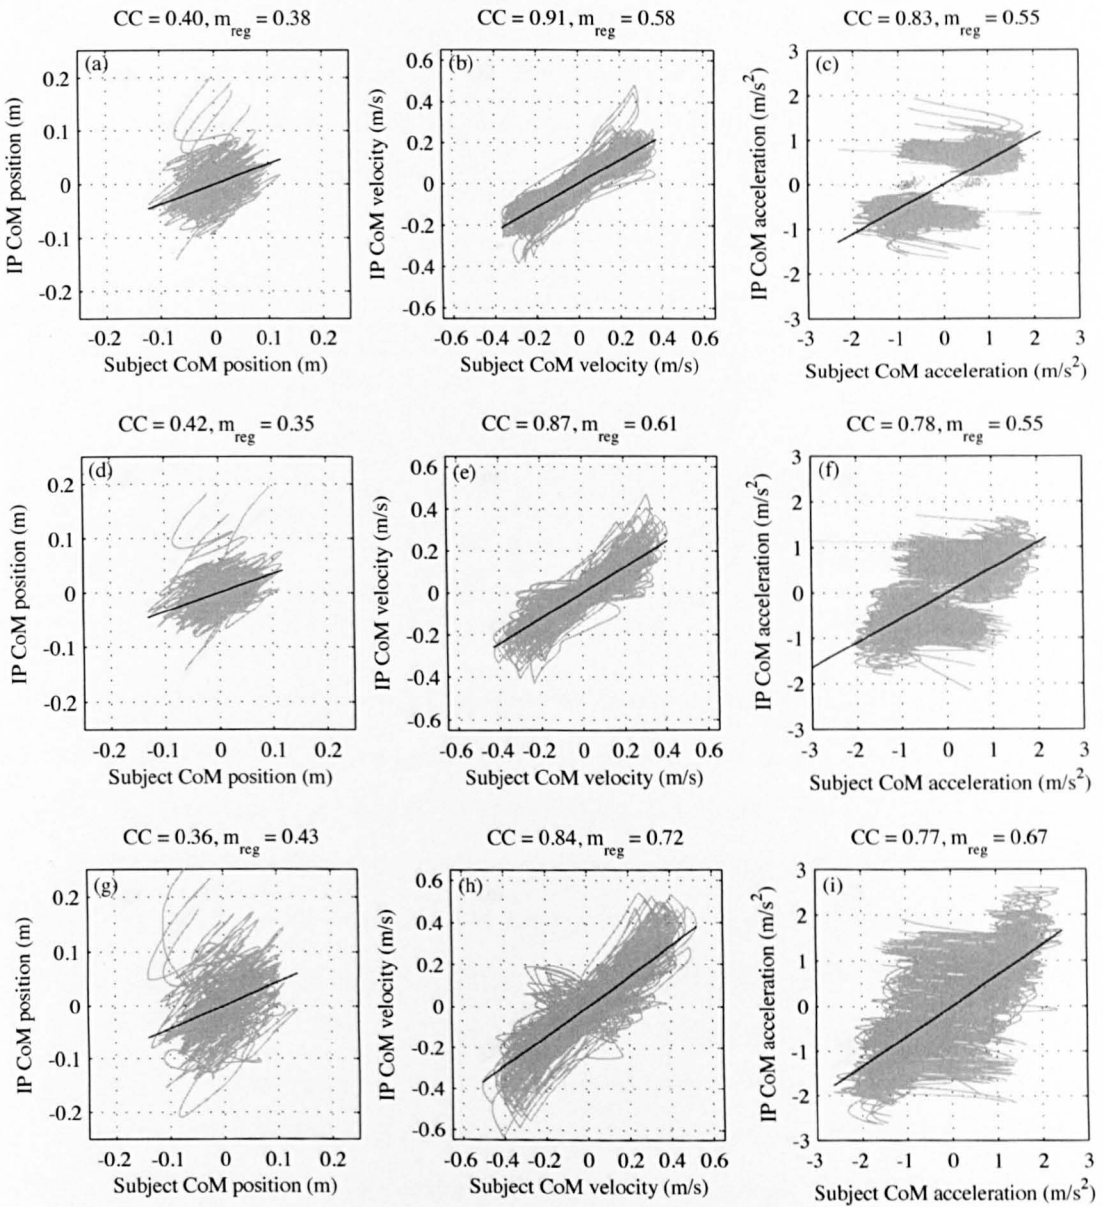 CC = 0.40, m_reg = 0.38
CC = 0.91, m_reg = 0.58
CC = 0.83, m_reg = 0.55
(a)
0.2
0.1
0
-0.1
-0.2
IP CoM position (m)
-0.2 -0.1 0 0.1 0.2
Subject CoM position (m)
(b)
0.6
0.4
0.2
0
-0.2
-0.4
-0.6
IP CoM velocity (m/s)
-0.6 -0.4 -0.2 0 0.2 0.4 0.6
Subject CoM velocity (m/s)
(c)
3
2
1
0
-1
-2
-3
IP CoM acceleration (m/s²)
-3 -2 -1 0 1 2 3
Subject CoM acceleration (m/s²)
CC = 0.42, m_reg = 0.35
CC = 0.87, m_reg = 0.61
CC = 0.78, m_reg = 0.55
(d)
0.2
0.1
0
-0.1
-0.2
IP CoM position (m)
-0.2 -0.1 0 0.1 0.2
Subject CoM position (m)
(e)
0.6
0.4
0.2
0
-0.2
-0.4
-0.6
IP CoM velocity (m/s)
-0.6 -0.4 -0.2 0 0.2 0.4 0.6
Subject CoM velocity (m/s)
(f)
3
2
1
0
-1
-2
-3
IP CoM acceleration (m/s²)
-3 -2 -1 0 1 2 3
Subject CoM acceleration (m/s²)
CC = 0.36, m_reg = 0.43
CC = 0.84, m_reg = 0.72
CC = 0.77, m_reg = 0.67
(g)
0.2
0.1
0
-0.1
-0.2
IP CoM position (m)
-0.2 -0.1 0 0.1 0.2
Subject CoM position (m)
(h)
0.6
0.4
0.2
0
-0.2
-0.4
-0.6
IP CoM velocity (m/s)
-0.6 -0.4 -0.2 0 0.2 0.4 0.6
Subject CoM velocity (m/s)
(i)
3
2
1
0
-1
-2
-3
IP CoM acceleration (m/s²)
-3 -2 -1 0 1 2 3
Subject CoM acceleration (m/s²)